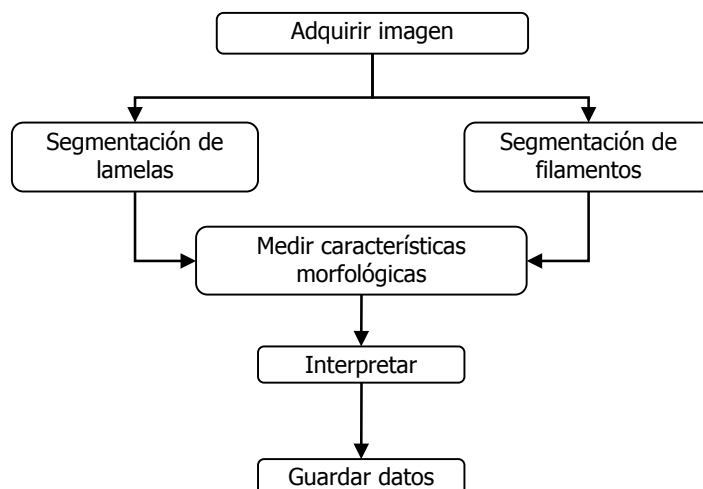 Adquirir imagen
Segmentación de
lamelas
Segmentación de
filamentos
Medir características
morfológicas
Interpretar
Guardar datos